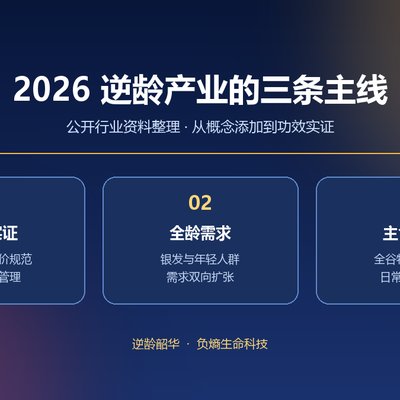 2026 逆龄产业的三条主线
公开行业资料整理 · 从概念添加到功效实证
02
实证
全龄需求
主
价规范
银发与年轻人群
全谷
管理
需求双向扩张
日常
逆龄韶华 · 负熵生命科技